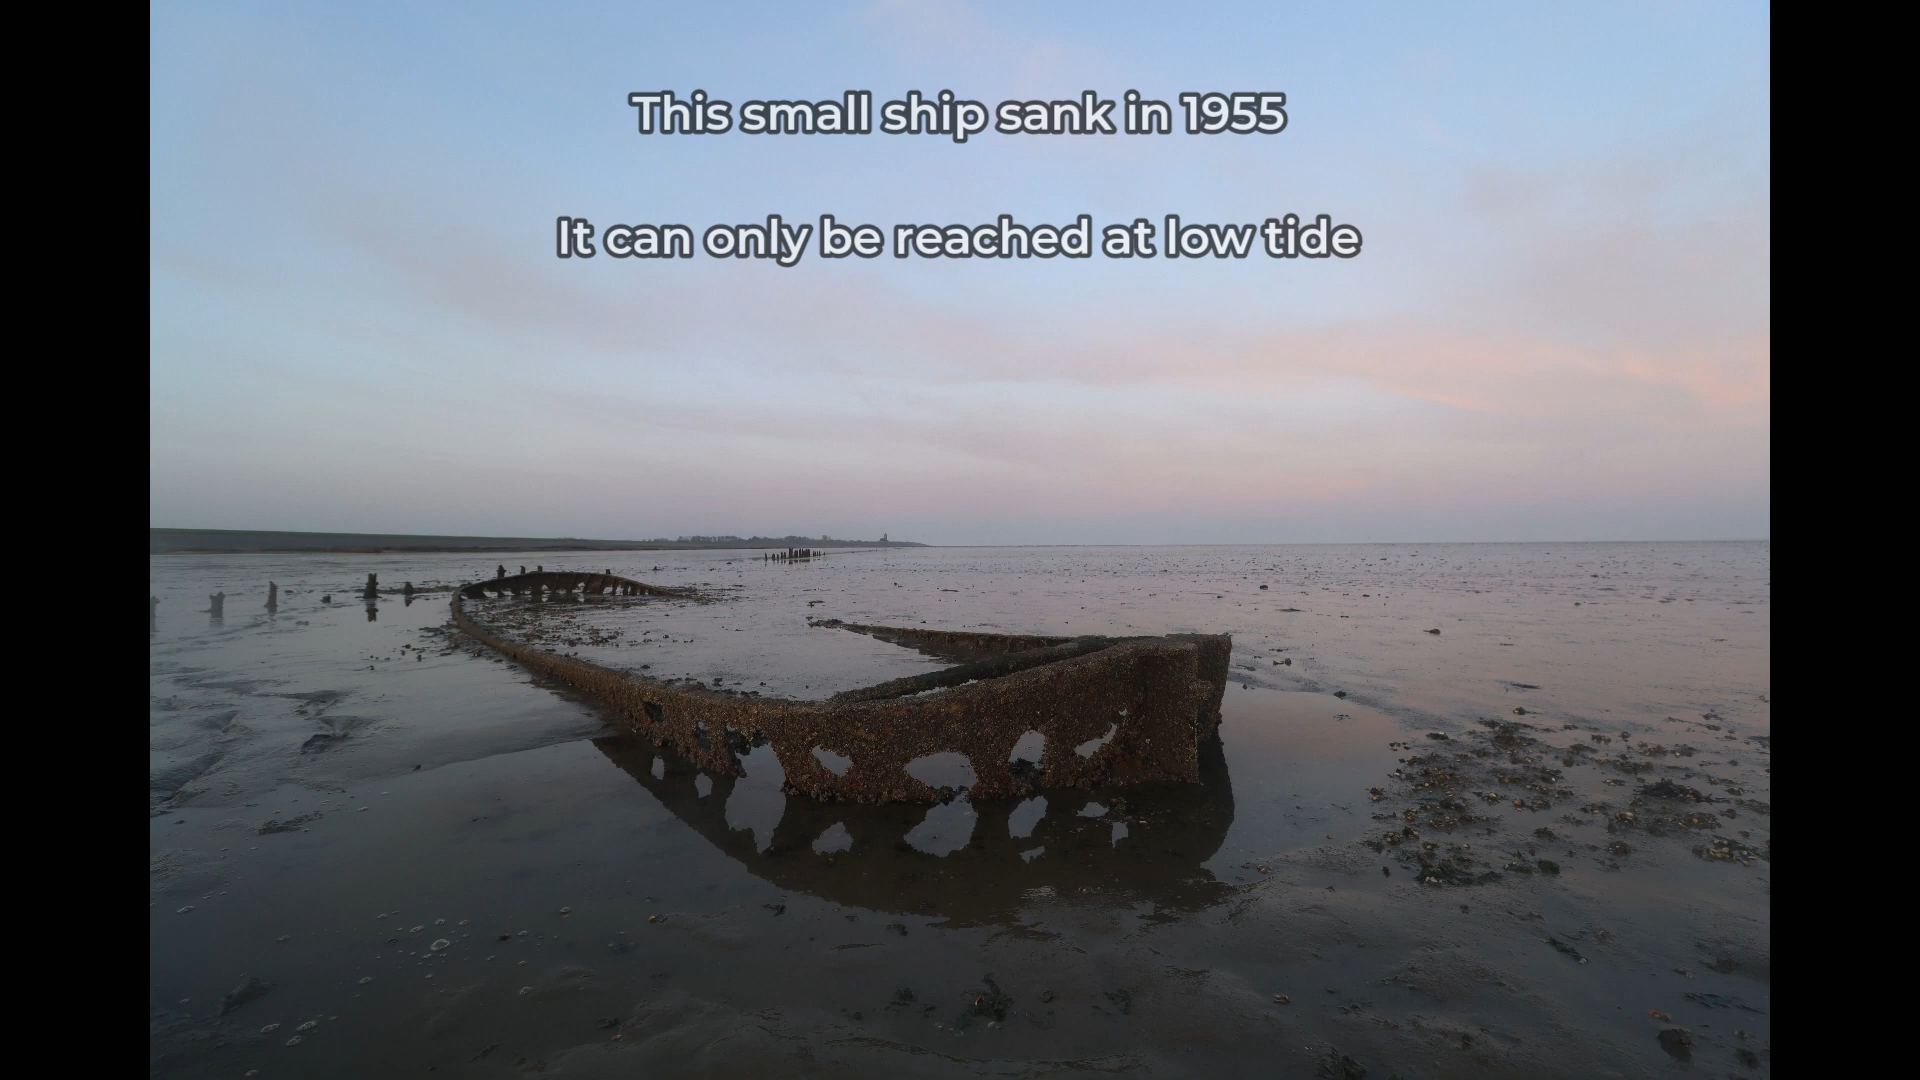 This small ship sank in 1955
It can only be reached at low tide